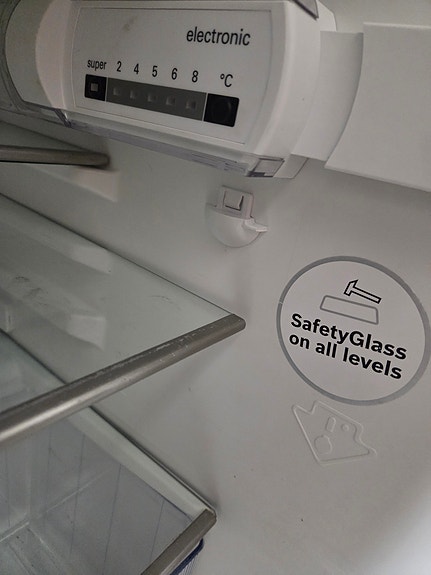 electronic
super 2 4 5 6 8 °C
SafetyGlass
on all levels